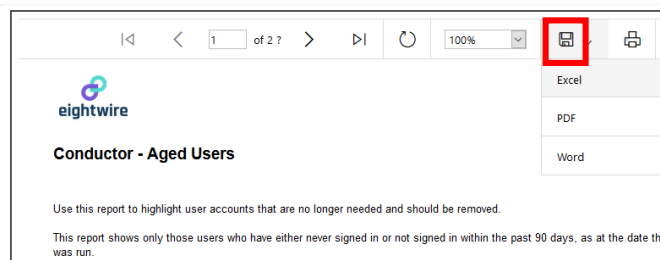 1 of 2 ? 100%
Excel
eightwire
PDF
Conductor - Aged Users
Word
Use this report to highlight user accounts that are no longer needed and should be removed.
This report shows only those users who have either never signed in or not signed in within the past 90 days, as at the date th
was run.